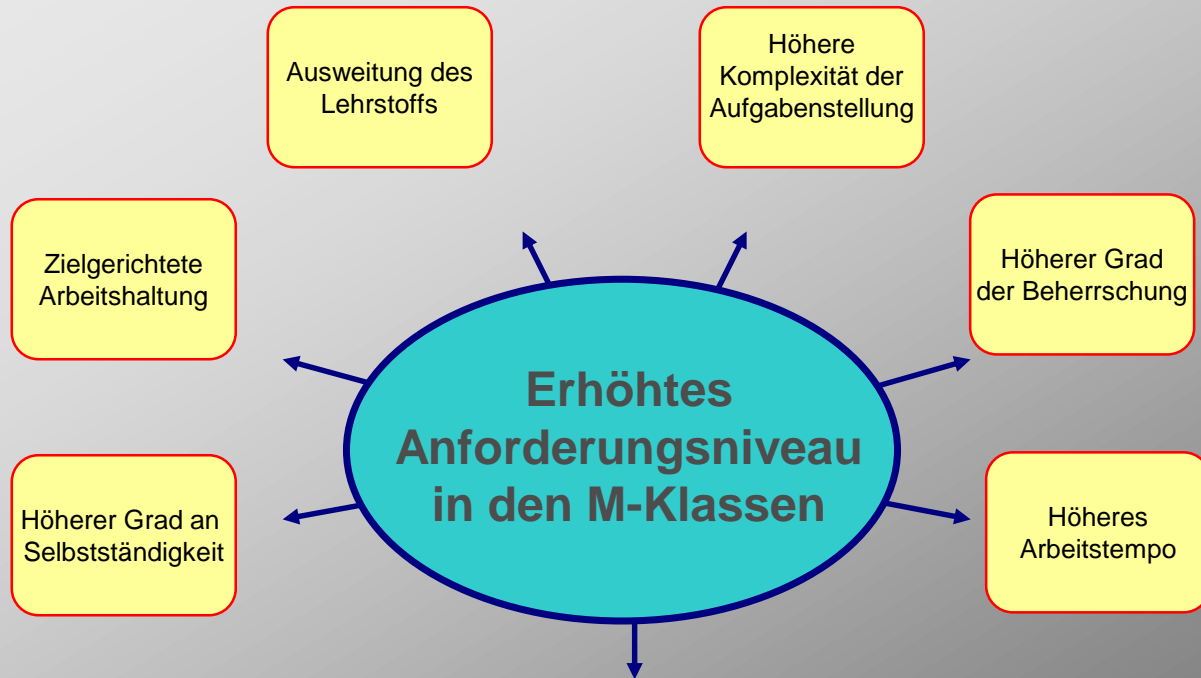 Ausweitung des
Lehrstoffs
Höhere
Komplexität der
Aufgabenstellung
Zielgerichtete
Arbeitshaltung
Höherer Grad
der Beherrschung
Erhöhtes
Anforderungsniveau
in den M-Klassen
Höherer Grad an
Selbstständigkeit
Höheres
Arbeitstempo